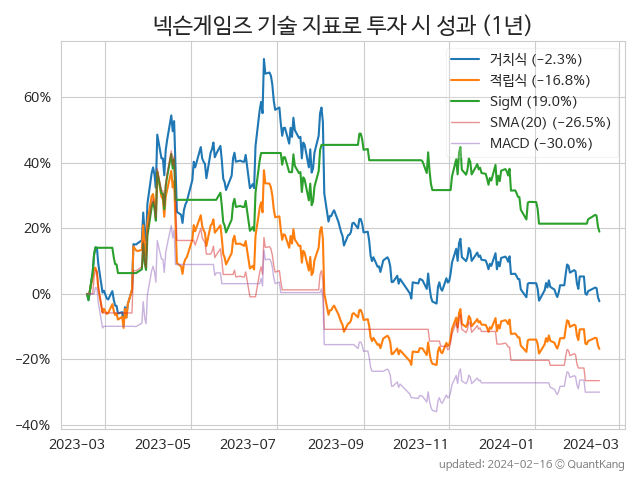 넥슨게임즈 기술 지표로 투자 시 성과 (1년)
거치식 (−2.3%)
적립식 (−16.8%)
SigM (19.0%)
SMA(20) (−26.5%)
MACD (−30.0%)
60%
40%
20%
0%
−20%
−40%
2023-03 2023-05 2023-07 2023-09 2023-11 2024-01 2024-03
updated: 2024-02-16 © QuantKang